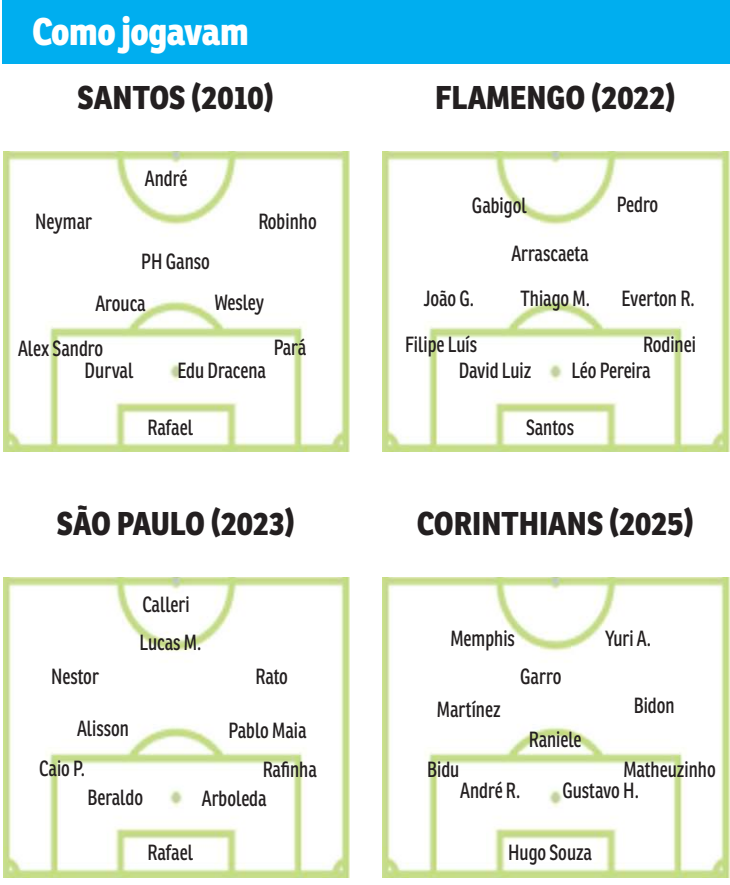 Como jogavam
SANTOS (2010)
André
Neymar Robinho
PH Ganso
Arouca Wesley
Alex Sandro Pará
Durval Edu Dracena
Rafael
FLAMENGO (2022)
Gabigol Pedro
Arrascaeta
João G. Thiago M. Everton R.
Filipe Luís Rodinei
David Luiz Léo Pereira
Santos
SÃO PAULO (2023)
Calleri
Lucas M.
Nestor Rato
Alisson Pablo Maia
Caio P. Rafinha
Beraldo Arboleda
Rafael
CORINTHIANS (2025)
Memphis Yuri A.
Garro
Martínez Bidon
Raniele
Bidu Matheuzinho
André R. Gustavo H.
Hugo Souza